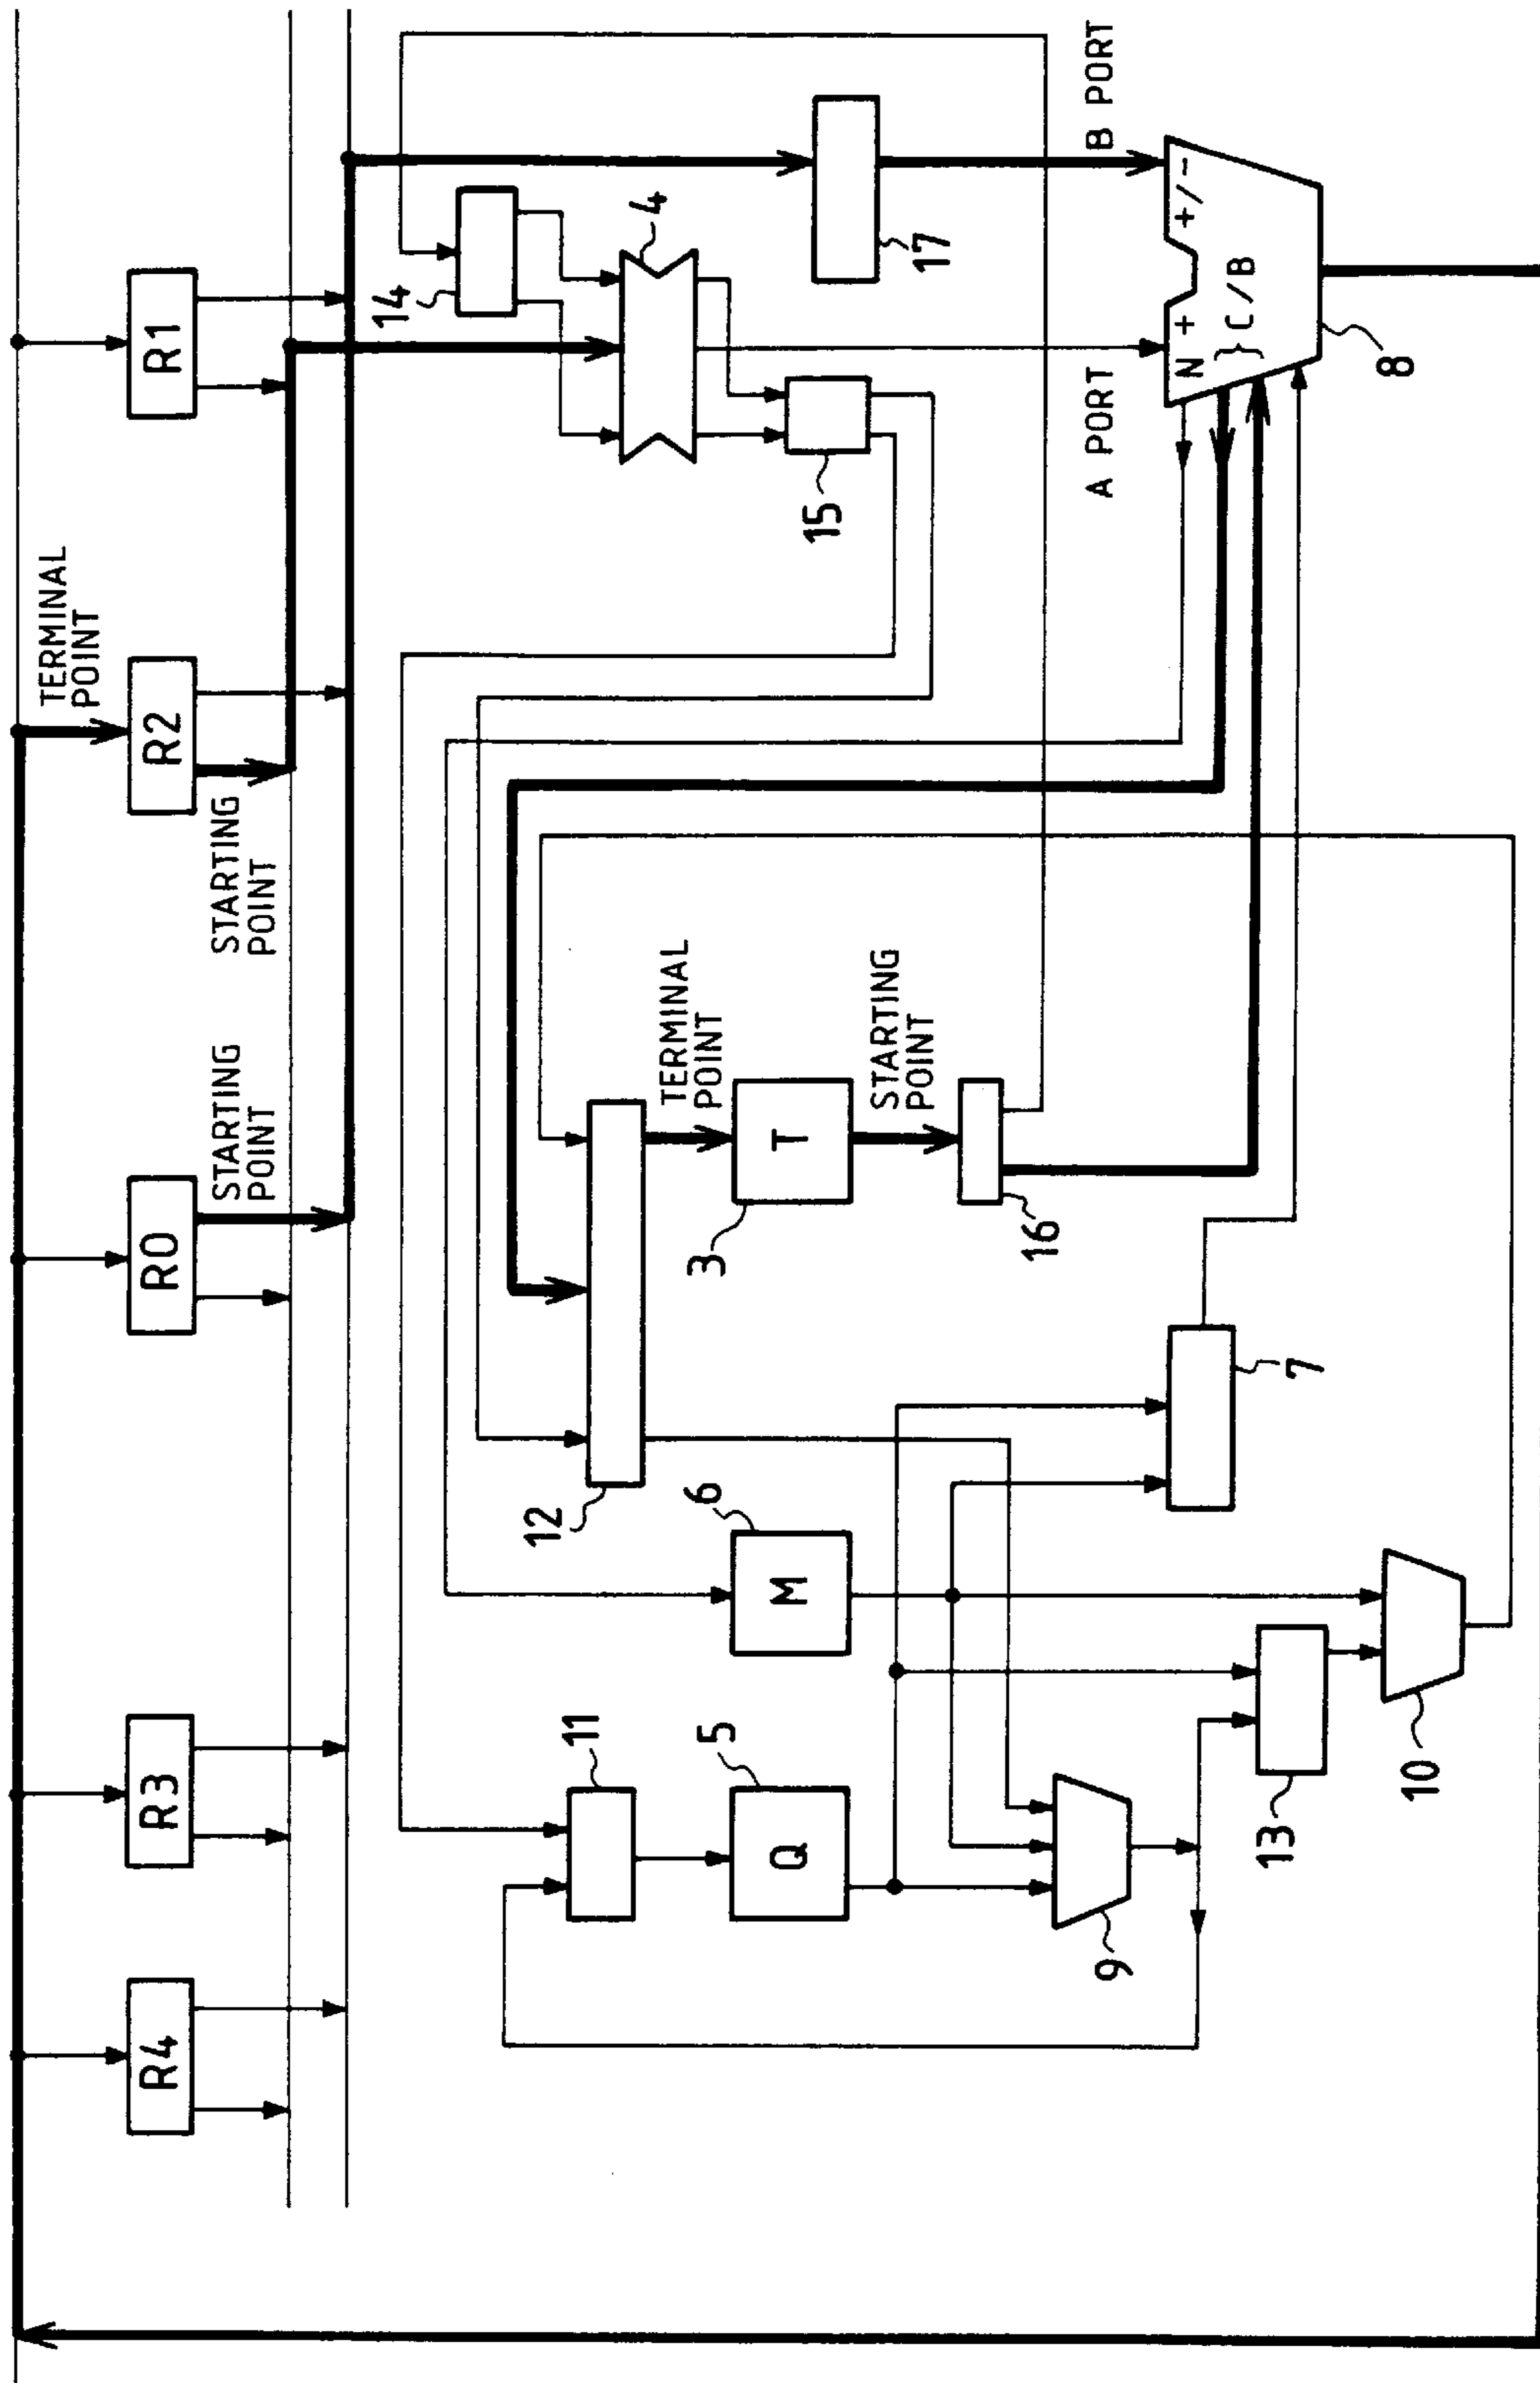 R4
R3
R0
R2
R1
STARTING
POINT
STARTING
POINT
TERMINAL
POINT
11
5
Q
9
13
10
6
M
12
7
3
T
TERMINAL
POINT
STARTING
POINT
16
14
4
15
17
A PORT
B PORT
N + +/-
} C/B
8